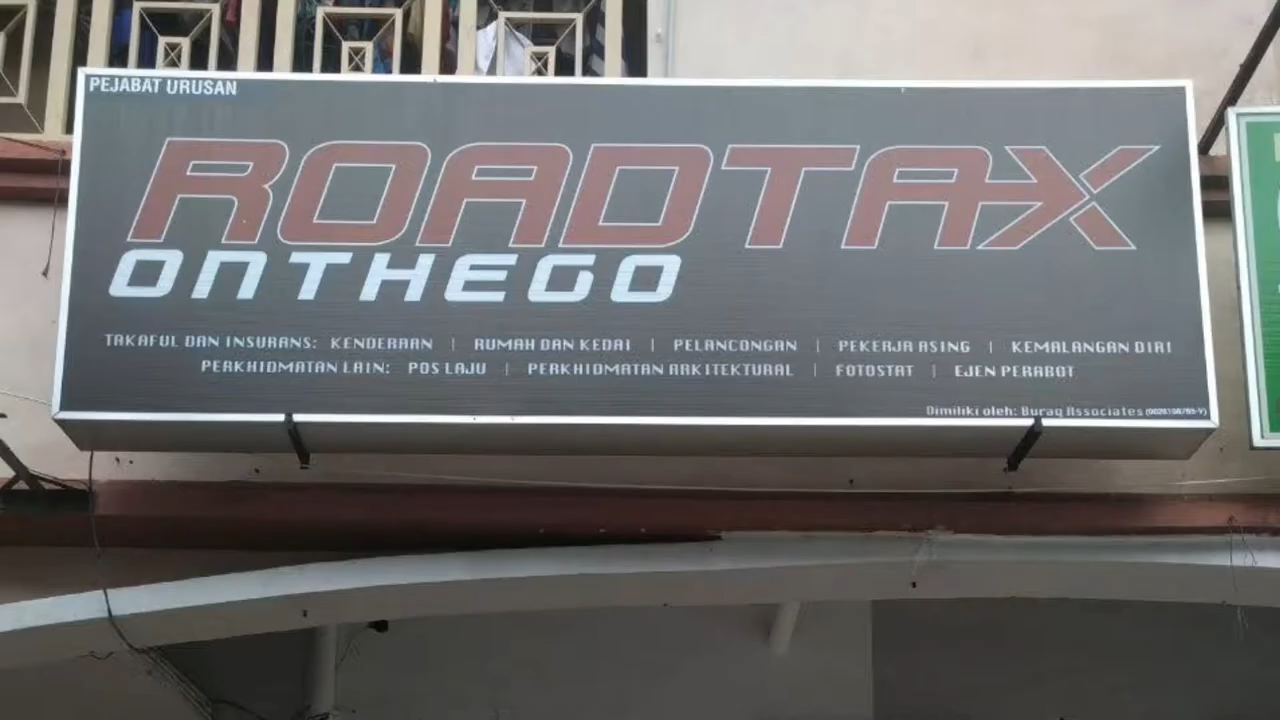 PEJABAT URUSAN
ROADTAX
ONTHEGO
TAKAFUL DAN INSURANS: KENDERAAN | RUMAH DAN KEDAI | PELANCONGAN | PEKERJA ASING | KEMALANGAN DIRI
PERKHIDMATAN LAIN: POS LAJU | PERKHIDMATAN ARKITEKTURAL | FOTOSTAT | EJEN PERABOT
Dimiliki oleh: Buraq Associates